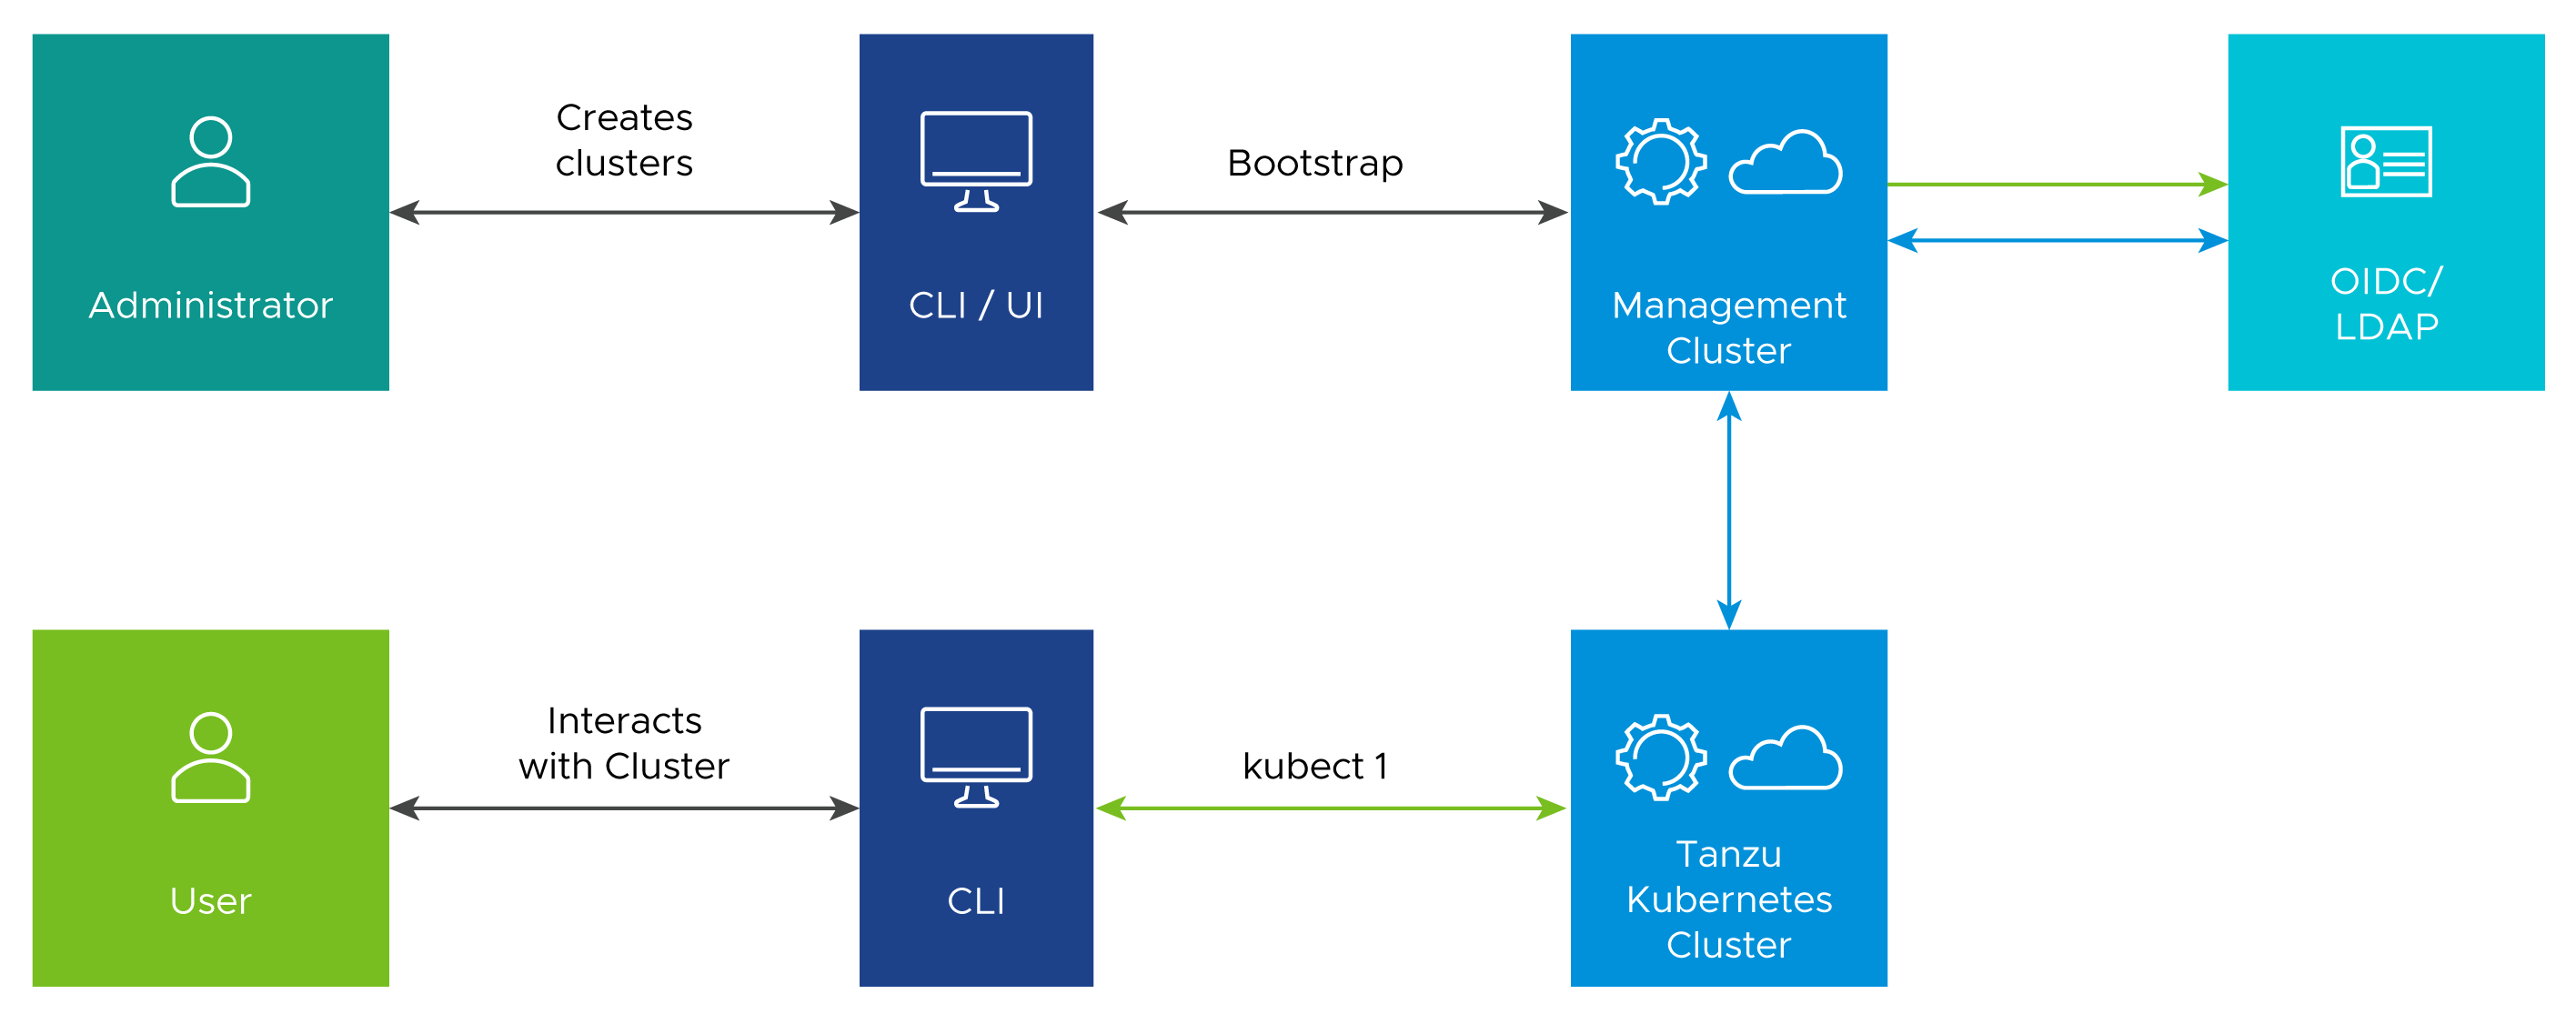 Administrator
Creates
clusters
CLI / UI
Bootstrap
Management
Cluster
OIDC/
LDAP
User
Interacts
with Cluster
CLI
kubect 1
Tanzu
Kubernetes
Cluster